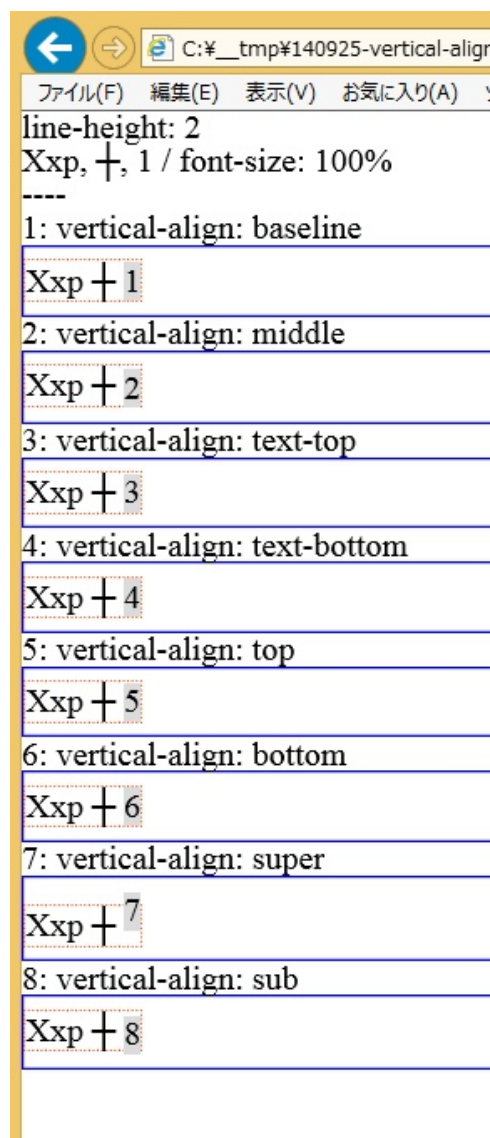 C:¥__tmp¥140925-vertical-align
ファイル(F) 編集(E) 表示(V) お気に入り(A)
line-height: 2
Xxp, ┼, 1 / font-size: 100%
----
1: vertical-align: baseline
Xxp ┼ 1
2: vertical-align: middle
Xxp ┼ 2
3: vertical-align: text-top
Xxp ┼ 3
4: vertical-align: text-bottom
Xxp ┼ 4
5: vertical-align: top
Xxp ┼ 5
6: vertical-align: bottom
Xxp ┼ 6
7: vertical-align: super
Xxp ┼ 7
8: vertical-align: sub
Xxp ┼ 8